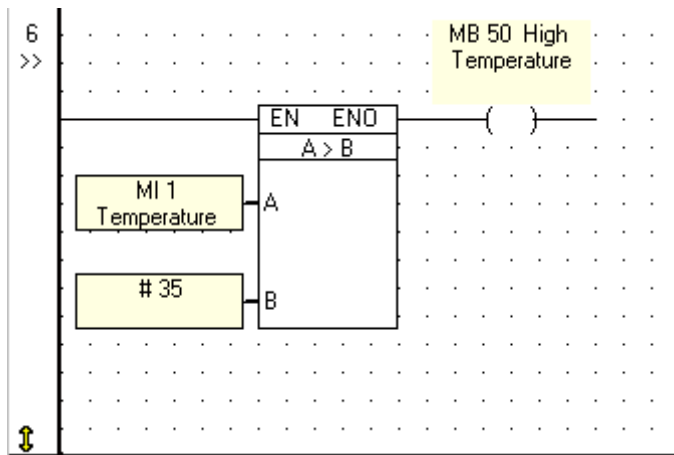 6
>>
MB 50 High
Temperature
EN ENO
A > B
MI 1
Temperature
A
# 35
B